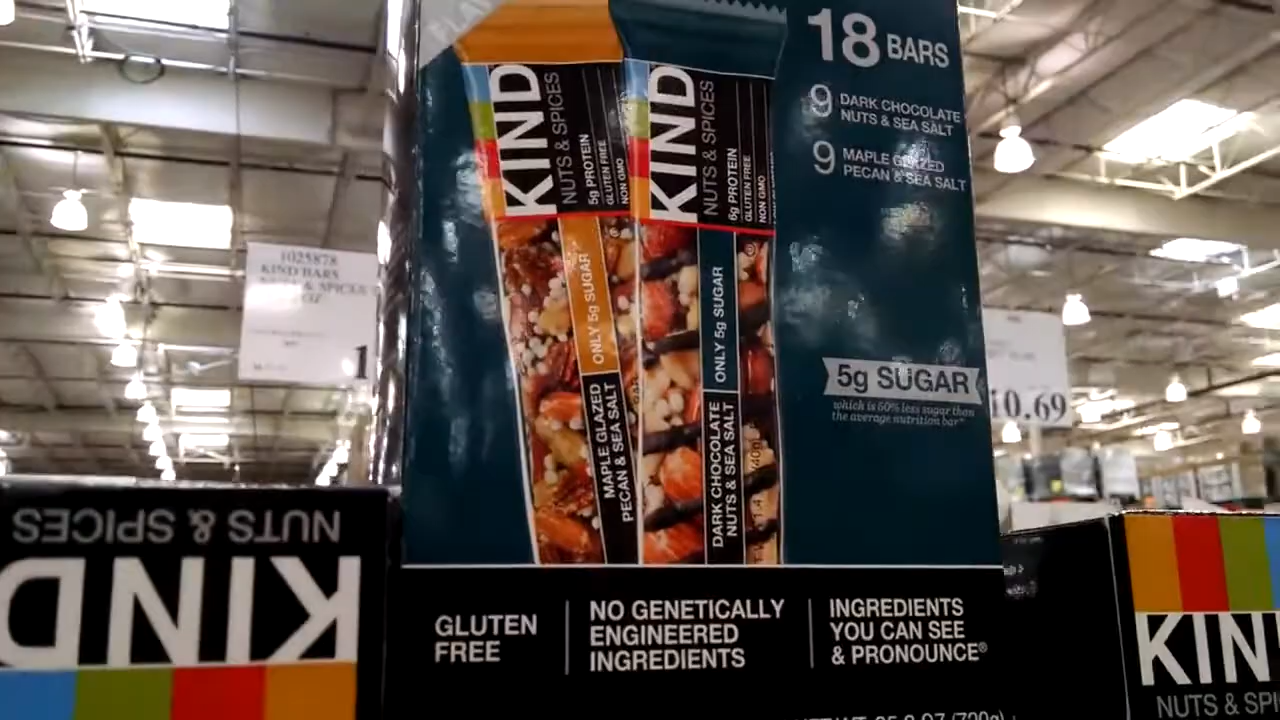 18 BARS
9 DARK CHOCOLATE
NUTS & SEA SALT
9 MAPLE GLAZED
PECAN & SEA SALT
KIND
NUTS & SPICES
5g PROTEIN
GLUTEN FREE
NON GMO
ONLY 5g SUGAR
MAPLE GLAZED
PECAN & SEA SALT
KIND
NUTS & SPICES
6g PROTEIN
GLUTEN FREE
NON GMO
ONLY 5g SUGAR
DARK CHOCOLATE
NUTS & SEA SALT
5g SUGAR
which is 50% less sugar than
the average nutrition bar*
GLUTEN
FREE
NO GENETICALLY
ENGINEERED
INGREDIENTS
INGREDIENTS
YOU CAN SEE
& PRONOUNCE®
1025878
KIND BARS
& SPICES
OZ
1
10.69
NUTS & SPICES
KIND
KIN
NUTS & SPI